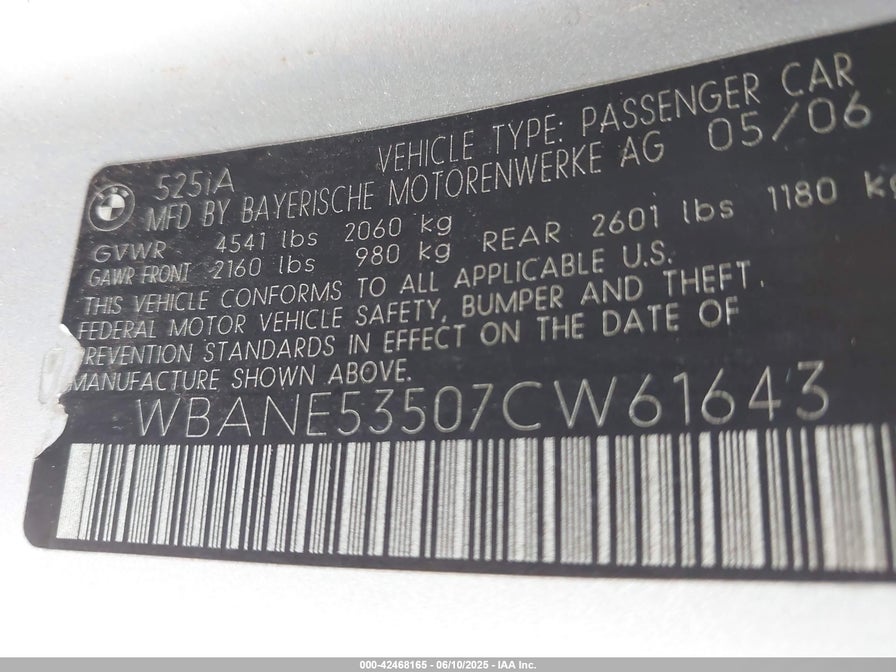 VEHICLE TYPE: PASSENGER CAR
525iA
MFD BY BAYERISCHE MOTORENWERKE AG 05/06
GVWR 4541 lbs 2060 kg
GAWR FRONT 2160 lbs 980 kg REAR 2601 lbs 1180 kg
THIS VEHICLE CONFORMS TO ALL APPLICABLE U.S.
FEDERAL MOTOR VEHICLE SAFETY, BUMPER AND THEFT
PREVENTION STANDARDS IN EFFECT ON THE DATE OF
MANUFACTURE SHOWN ABOVE.
WBANE53507CW61643
000-42468165 - 06/10/2025 - IAA Inc.